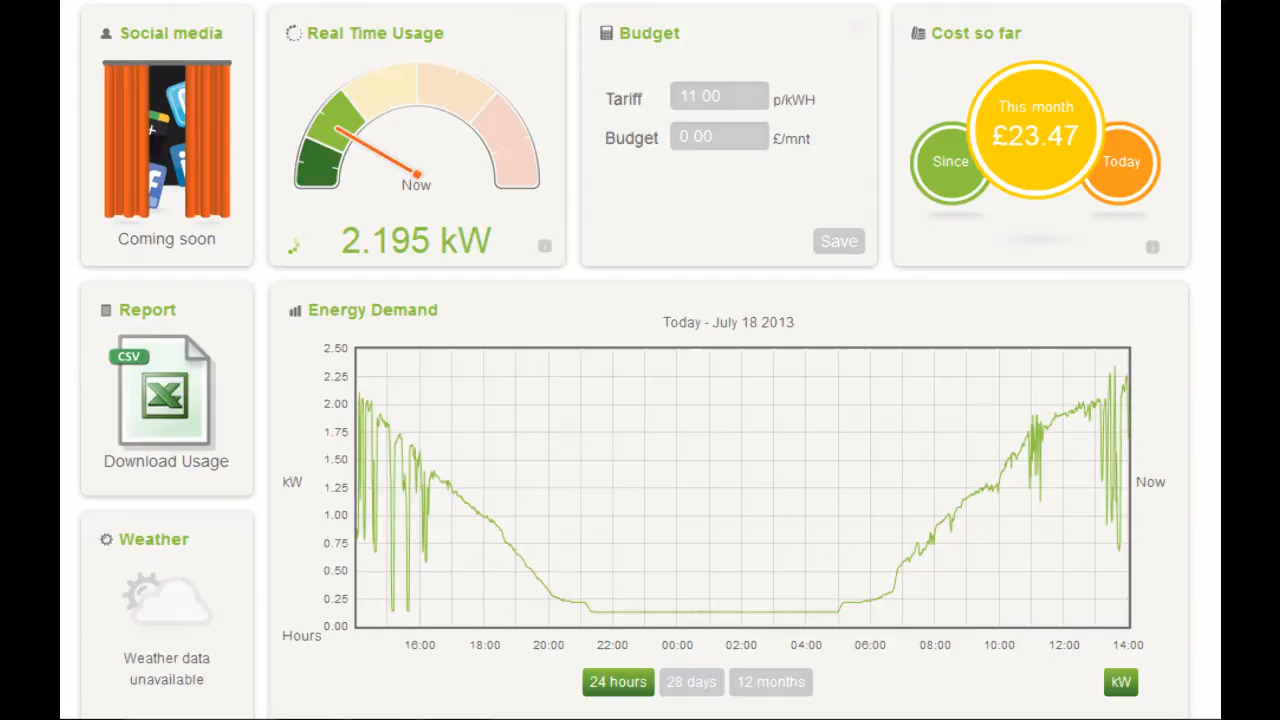 Social media
Coming soon
Real Time Usage
Now
2.195 kW
Budget
Tariff 11 00 p/kWH
Budget 0 00 £/mnt
Save
Cost so far
Since
This month
£23.47
Today
Report
CSV
Download Usage
Weather
Weather data
unavailable
Energy Demand
Today - July 18 2013
2.50
2.25
2.00
1.75
1.50
kW 1.25 Now
1.00
0.75
0.50
0.25
0.00
Hours
16:00 18:00 20:00 22:00 00:00 02:00 04:00 06:00 08:00 10:00 12:00 14:00
24 hours 28 days 12 months kW